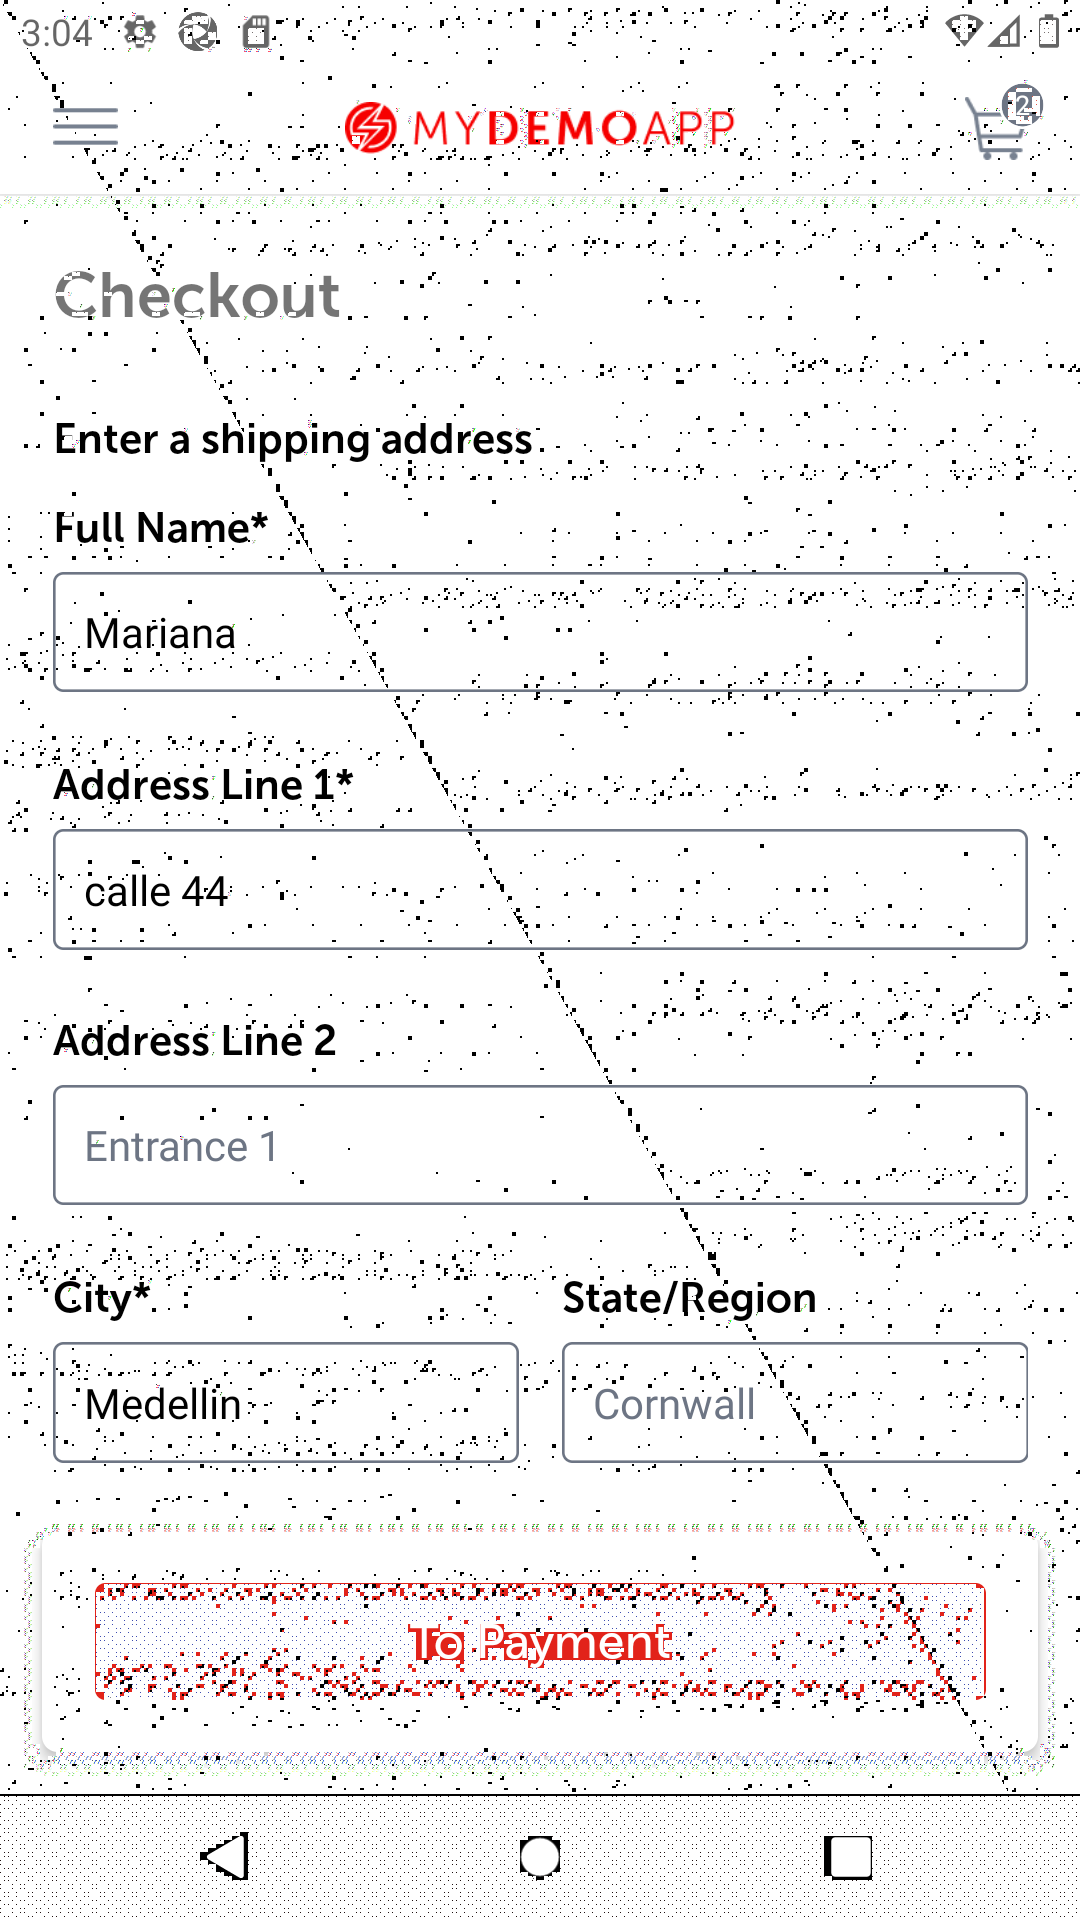 3:04
MYDEMOAPP
2
Checkout
Enter a shipping address
Full Name*
Mariana
Address Line 1*
calle 44
Address Line 2
Entrance 1
City*
State/Region
Medellin
Cornwall
To Payment